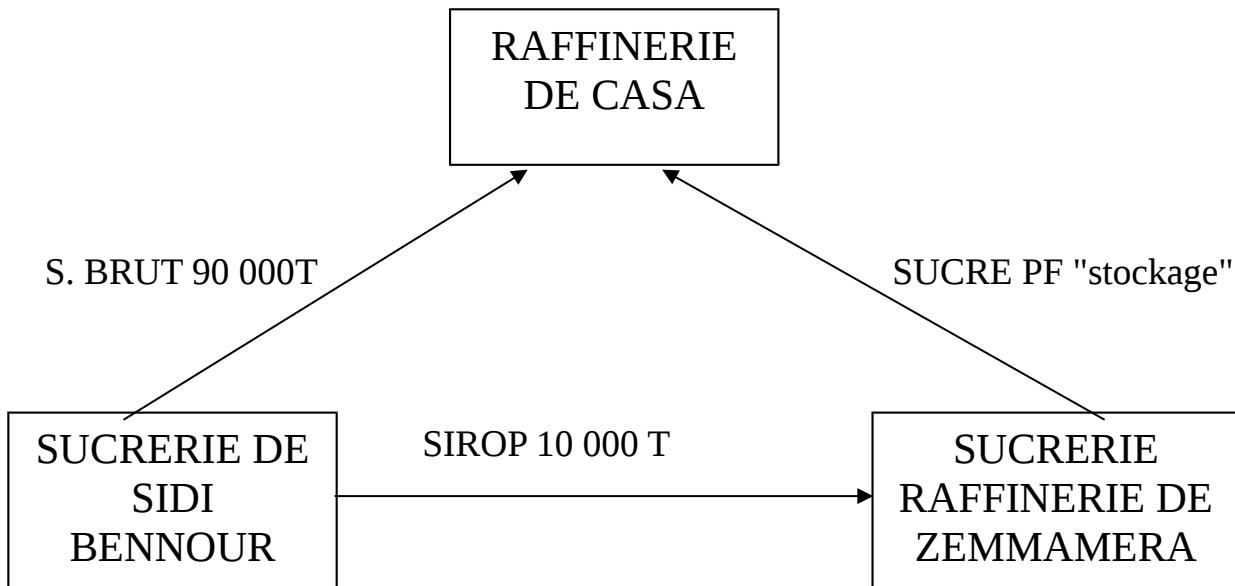 RAFFINERIE
DE CASA
S. BRUT 90 000T
SUCRE PF "stockage"
SUCRERIE DE
SIDI
BENNOUR
SIROP 10 000 T
SUCRERIE
RAFFINERIE DE
ZEMMAMERA